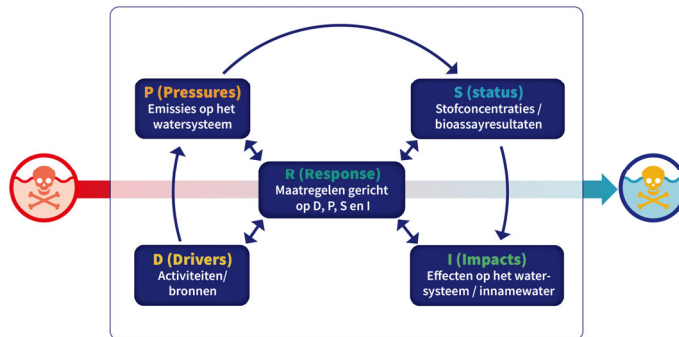 P (Pressures)
Emissies op het
watersysteem
S (status)
Stofconcentraties /
bioassayresultaten
R (Response)
Maatregelen gericht
op D, P, S en I
D (Drivers)
Activiteiten/
bronnen
I (Impacts)
Effecten op het water-
systeem / innamewater